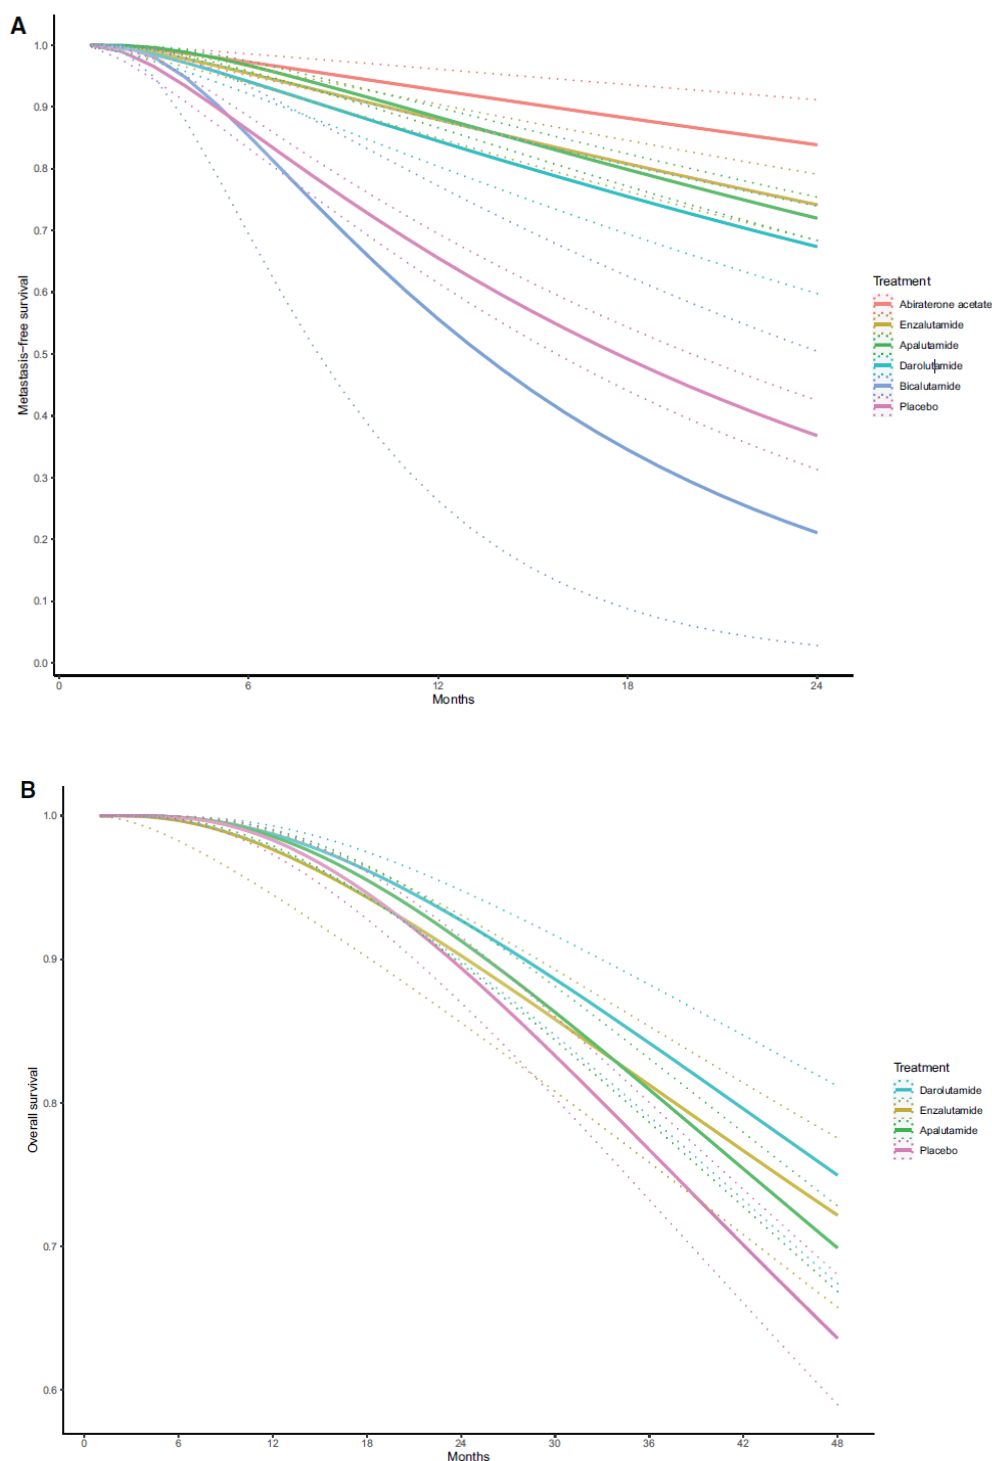 A
1.0
0.9
0.8
0.7
0.6
0.5
0.4
0.3
0.2
0.1
0.0
Metastasis-free survival
0 6 12 18 24
Months
Treatment
Abiraterone acetate
Enzalutamide
Apalutamide
Darolutamide
Bicalutamide
Placebo
B
1.0
0.9
0.8
0.7
0.6
Overall survival
0 6 12 18 24 30 36 42 48
Months
Treatment
Darolutamide
Enzalutamide
Apalutamide
Placebo